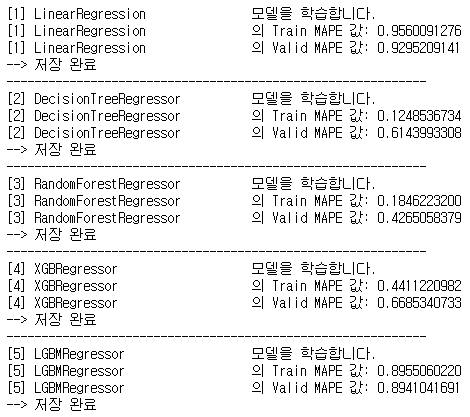 [1] LinearRegression 모델을 학습합니다.
[1] LinearRegression 의 Train MAPE 값: 0.9560091276
[1] LinearRegression 의 Valid MAPE 값: 0.9295209141
--> 저장 완료
------------------------------------------------------------
[2] DecisionTreeRegressor 모델을 학습합니다.
[2] DecisionTreeRegressor 의 Train MAPE 값: 0.1248536734
[2] DecisionTreeRegressor 의 Valid MAPE 값: 0.6143993308
--> 저장 완료
------------------------------------------------------------
[3] RandomForestRegressor 모델을 학습합니다.
[3] RandomForestRegressor 의 Train MAPE 값: 0.1846223200
[3] RandomForestRegressor 의 Valid MAPE 값: 0.4265058379
--> 저장 완료
------------------------------------------------------------
[4] XGBRegressor 모델을 학습합니다.
[4] XGBRegressor 의 Train MAPE 값: 0.4411220982
[4] XGBRegressor 의 Valid MAPE 값: 0.6685340733
--> 저장 완료
------------------------------------------------------------
[5] LGBMRegressor 모델을 학습합니다.
[5] LGBMRegressor 의 Train MAPE 값: 0.8955060220
[5] LGBMRegressor 의 Valid MAPE 값: 0.8941041691
--> 저장 완료